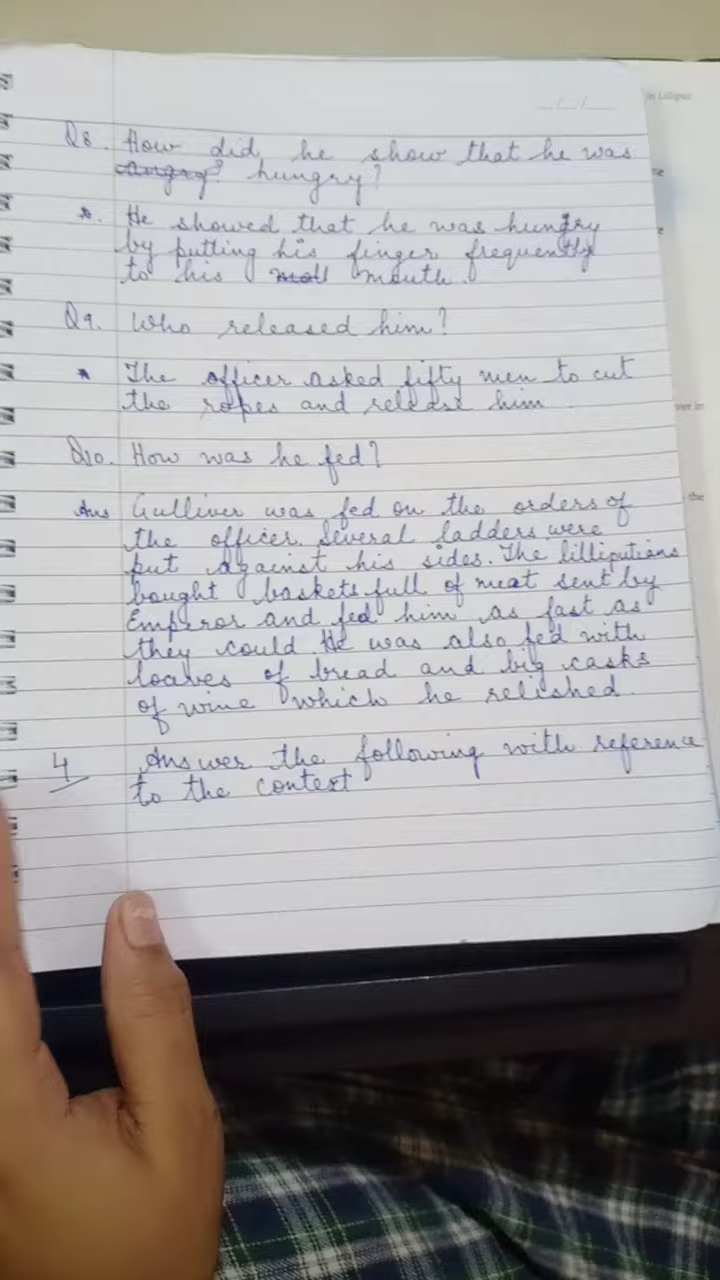 in Liliput
Q8. How did he show that he was
angry? hungry?
He showed that he was hungry
by putting his finger frequently
to his mouth.
Q9. Who released him?
The officer asked fifty men to cut
the ropes and release him
ver in
Q10. How was he fed?
the
Ans Gulliver was fed on the orders of
the officer. Several ladders were
put against his sides. The lilliputians
bought baskets full of meat sent by
Emperor and fed him as fast as
they could. He was also fed with
loaves of bread and big casks
of wine which he relished.
4 Answer the following with reference
to the context